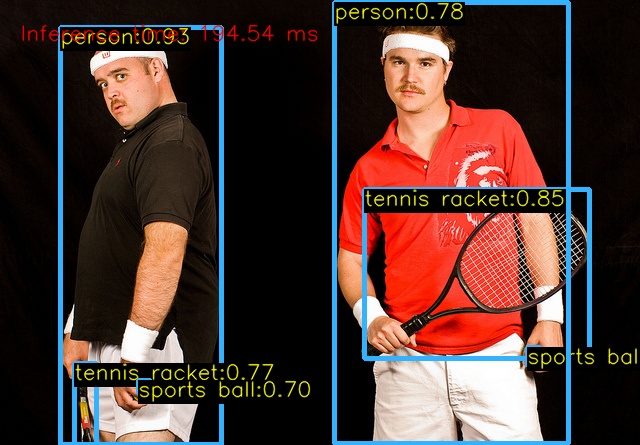 Inference time: 194.54 ms
person:0.93
person:0.78
tennis racket:0.85
sports bal
tennis racket:0.77
sports ball:0.70